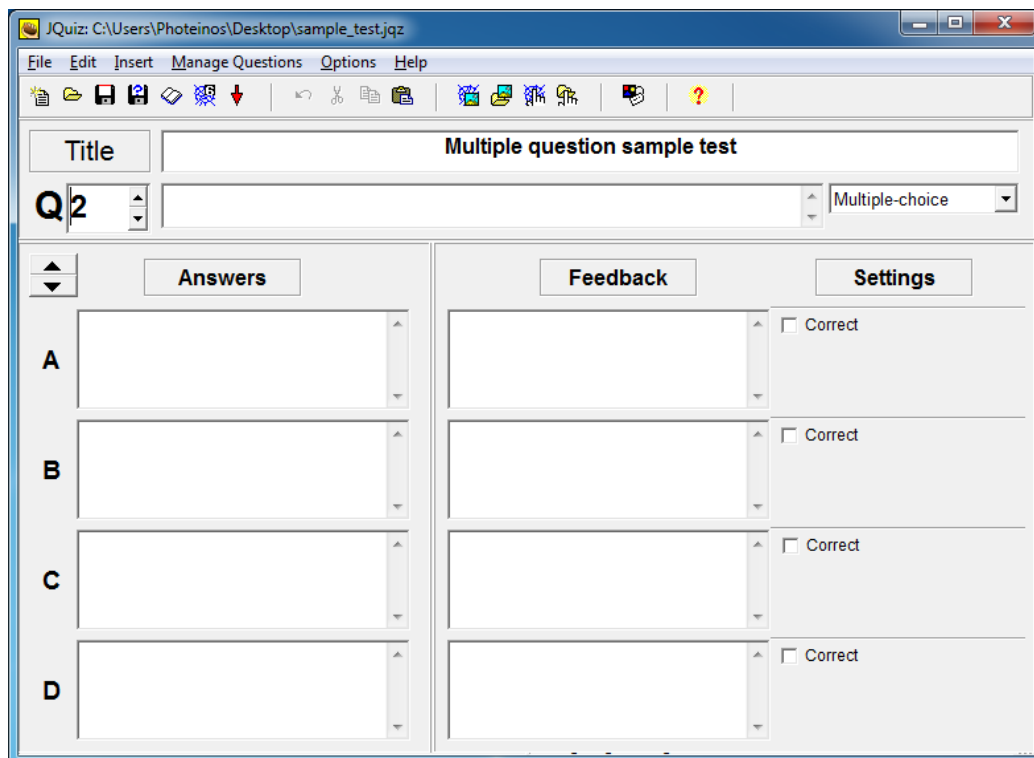 JQuiz: C:\Users\Photeinos\Desktop\sample_test.jqz
File Edit Insert Manage Questions Options Help
Title Multiple question sample test
Q 2 Multiple-choice
Answers Feedback Settings
A Correct
B Correct
C Correct
D Correct